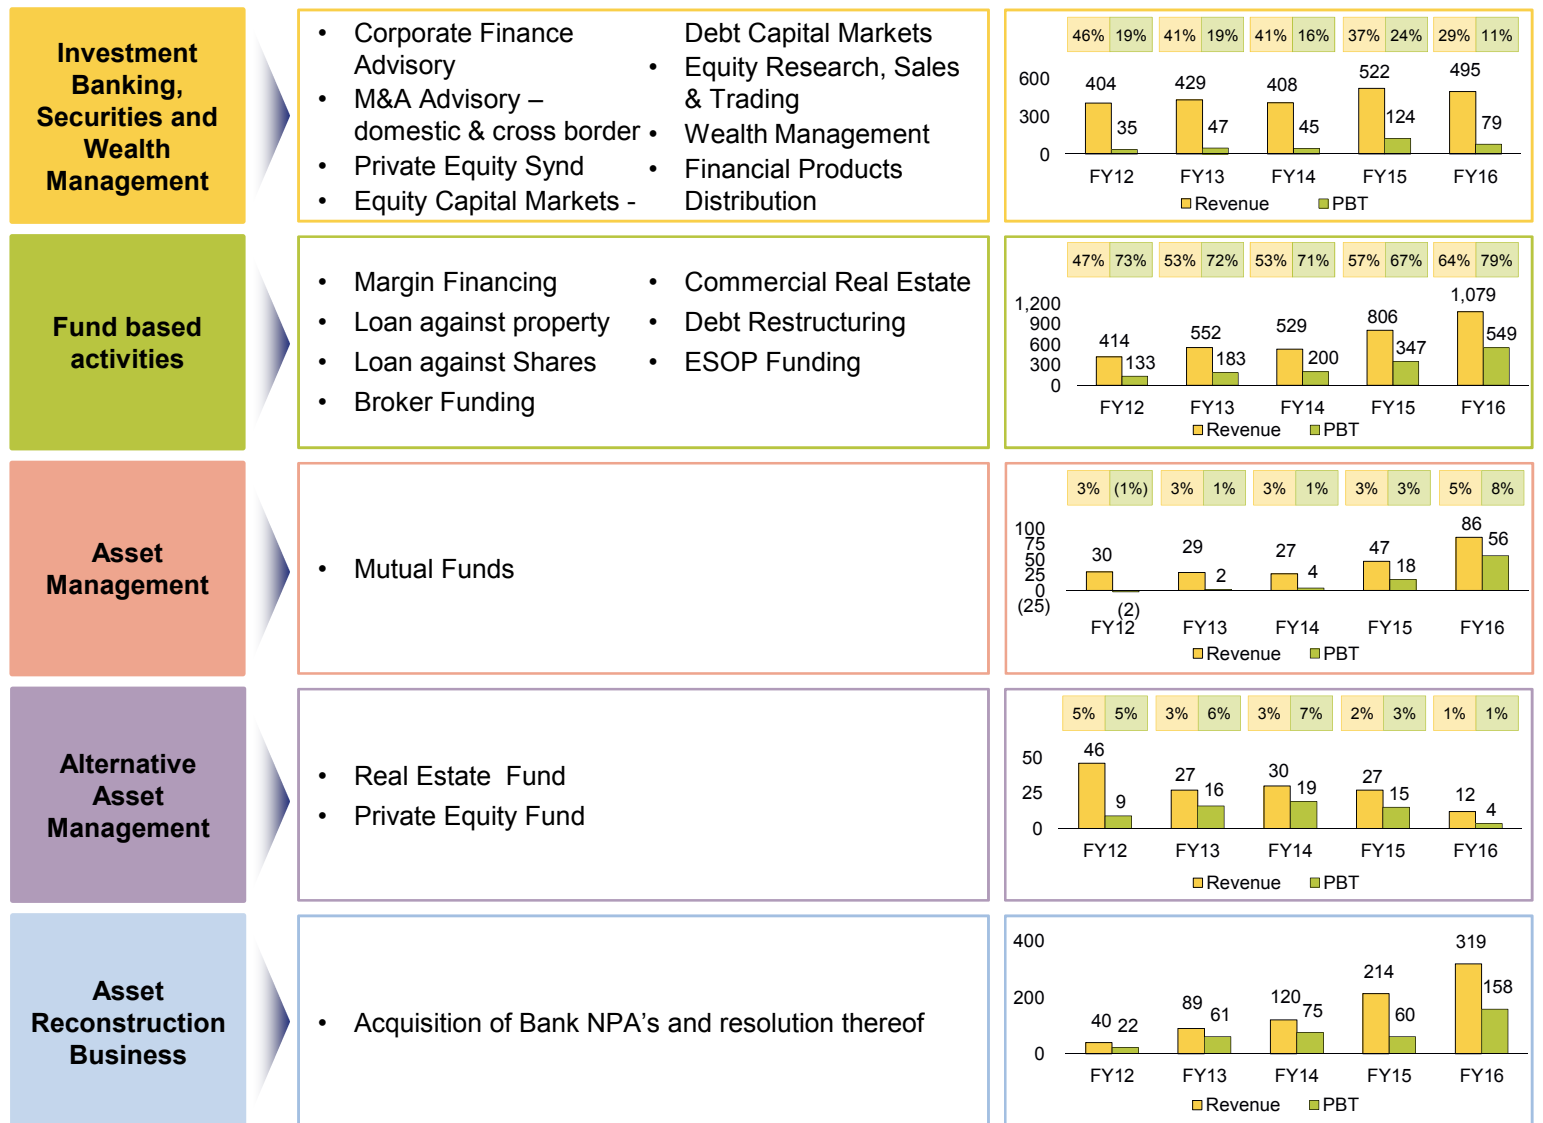 Investment
Banking,
Securities and
Wealth
Management
• Corporate Finance
Advisory
• M&A Advisory –
domestic & cross border
• Private Equity Synd
• Equity Capital Markets -
Debt Capital Markets
• Equity Research, Sales
& Trading
• Wealth Management
• Financial Products
Distribution
46% 19% 41% 19% 41% 16% 37% 24% 29% 11%
600
300
0
404 35 429 47 408 45 522 124 495 79
FY12 FY13 FY14 FY15 FY16
Revenue PBT
Fund based
activities
• Margin Financing
• Loan against property
• Loan against Shares
• Broker Funding
• Commercial Real Estate
• Debt Restructuring
• ESOP Funding
47% 73% 53% 72% 53% 71% 57% 67% 64% 79%
1,200
900
600
300
0
414 133 552 183 529 200 806 347 1,079 549
FY12 FY13 FY14 FY15 FY16
Revenue PBT
Asset
Management
• Mutual Funds
3% (1%) 3% 1% 3% 1% 3% 3% 5% 8%
100
75
50
25
0
(25)
30 (2) 29 2 27 4 47 18 86 56
FY12 FY13 FY14 FY15 FY16
Revenue PBT
Alternative
Asset
Management
• Real Estate Fund
• Private Equity Fund
5% 5% 3% 6% 3% 7% 2% 3% 1% 1%
50
25
0
46 9 27 16 30 19 27 15 12 4
FY12 FY13 FY14 FY15 FY16
Revenue PBT
Asset
Reconstruction
Business
• Acquisition of Bank NPA's and resolution thereof
400
200
0
40 22 89 61 120 75 214 60 319 158
FY12 FY13 FY14 FY15 FY16
Revenue PBT